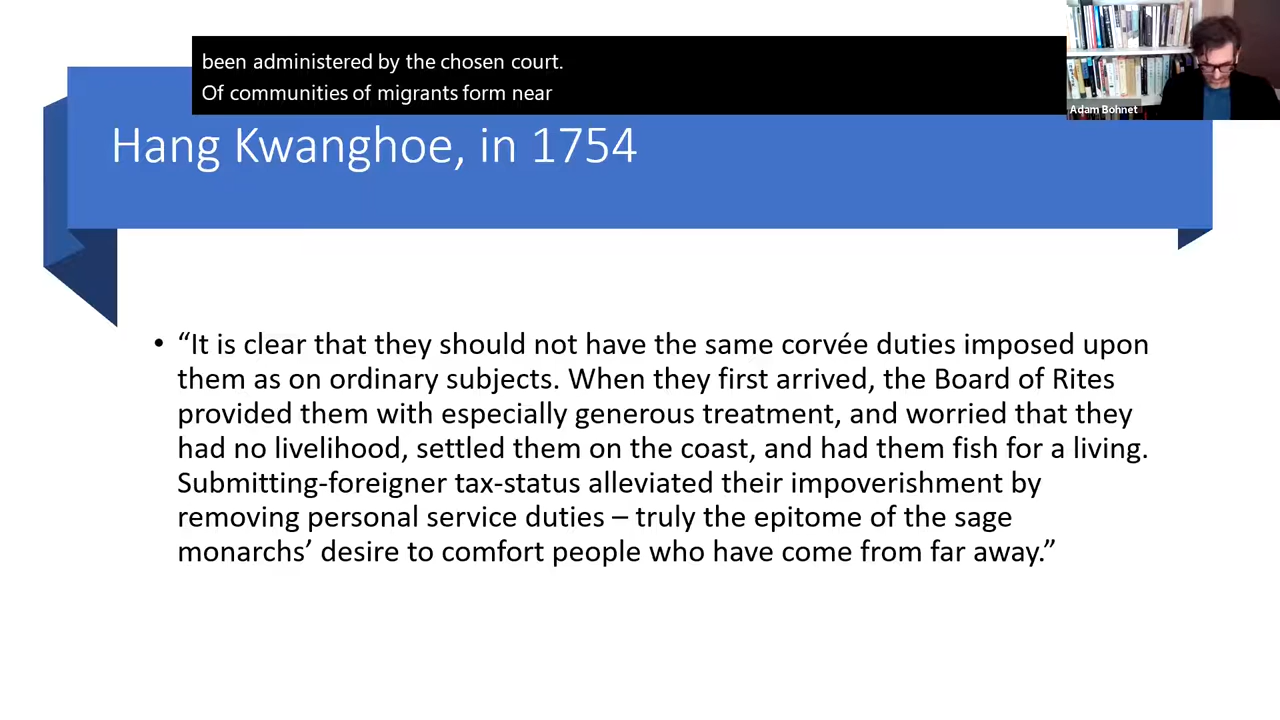 been administered by the chosen court.
Of communities of migrants form near
Adam Bohnet
Hang Kwanghoe, in 1754
• “It is clear that they should not have the same corvée duties imposed upon
them as on ordinary subjects. When they first arrived, the Board of Rites
provided them with especially generous treatment, and worried that they
had no livelihood, settled them on the coast, and had them fish for a living.
Submitting-foreigner tax-status alleviated their impoverishment by
removing personal service duties – truly the epitome of the sage
monarchs’ desire to comfort people who have come from far away.”